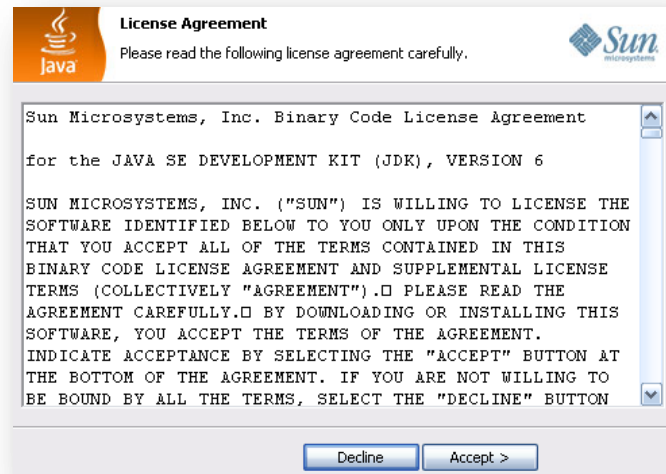 License Agreement
Please read the following license agreement carefully.
Java
Sun
microsystems
Sun Microsystems, Inc. Binary Code License Agreement
for the JAVA SE DEVELOPMENT KIT (JDK), VERSION 6
SUN MICROSYSTEMS, INC. ("SUN") IS WILLING TO LICENSE THE
SOFTWARE IDENTIFIED BELOW TO YOU ONLY UPON THE CONDITION
THAT YOU ACCEPT ALL OF THE TERMS CONTAINED IN THIS
BINARY CODE LICENSE AGREEMENT AND SUPPLEMENTAL LICENSE
TERMS (COLLECTIVELY "AGREEMENT").□ PLEASE READ THE
AGREEMENT CAREFULLY.□ BY DOWNLOADING OR INSTALLING THIS
SOFTWARE, YOU ACCEPT THE TERMS OF THE AGREEMENT.
INDICATE ACCEPTANCE BY SELECTING THE "ACCEPT" BUTTON AT
THE BOTTOM OF THE AGREEMENT. IF YOU ARE NOT WILLING TO
BE BOUND BY ALL THE TERMS, SELECT THE "DECLINE" BUTTON
Decline
Accept >